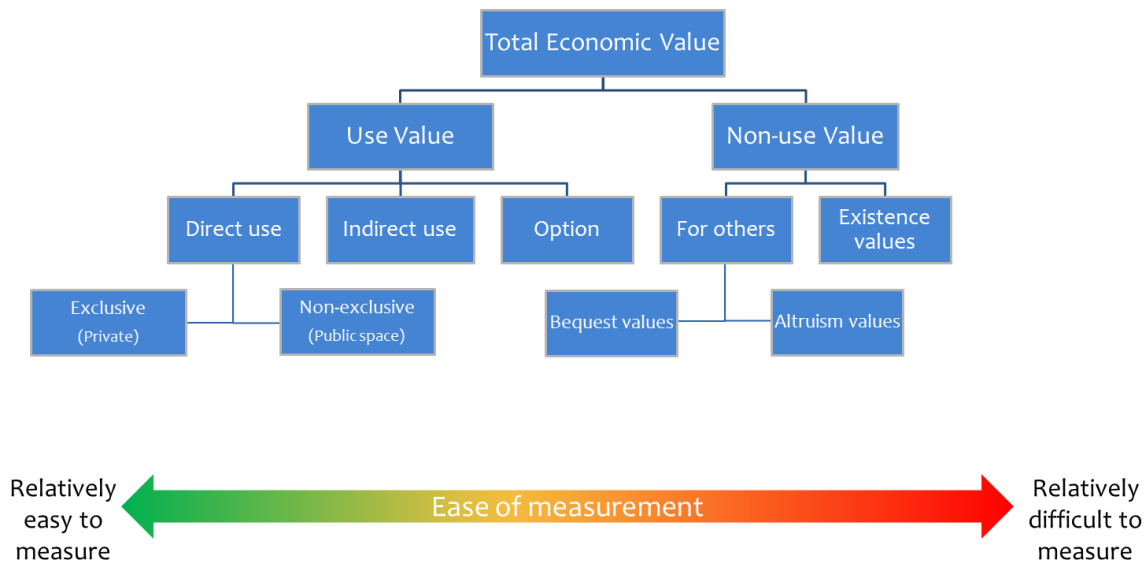 Total Economic Value
Use Value
Non-use Value
Direct use
Indirect use
Option
For others
Existence
values
Exclusive
(Private)
Non-exclusive
(Public space)
Bequest values
Altruism values
Relatively
easy to
measure
Ease of measurement
Relatively
difficult to
measure